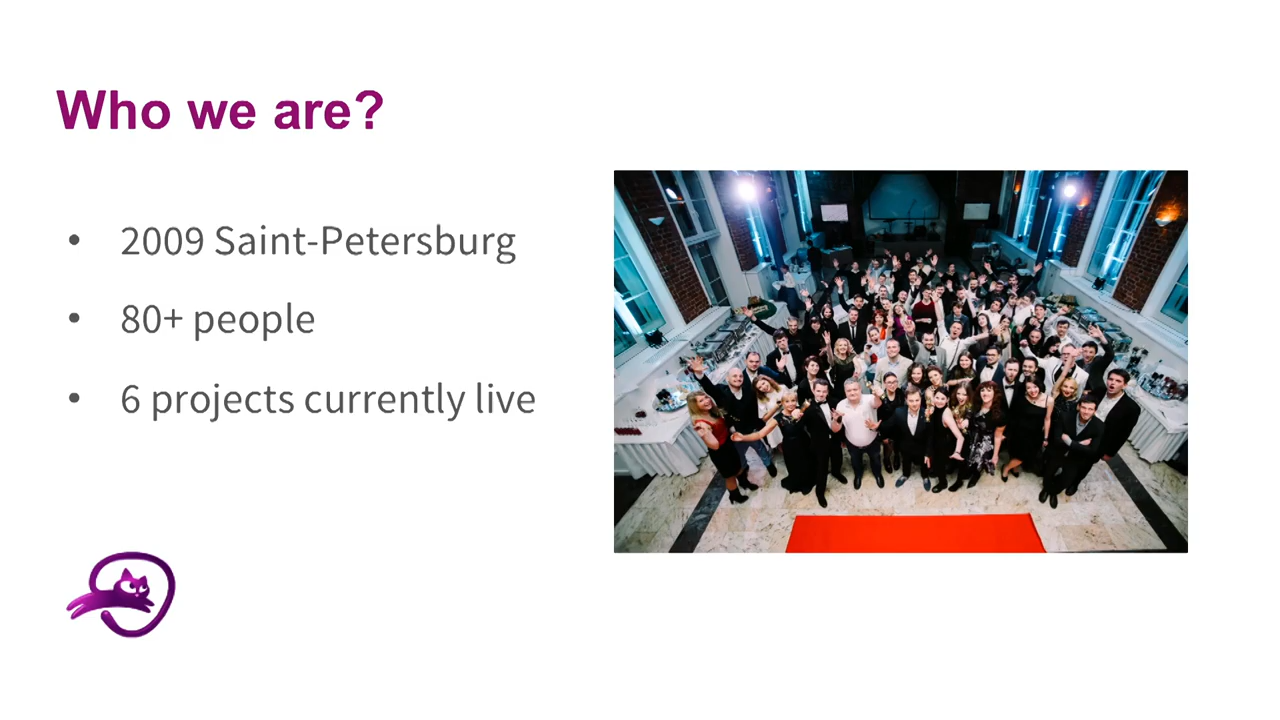 Who we are?
• 2009 Saint-Petersburg
• 80+ people
• 6 projects currently live